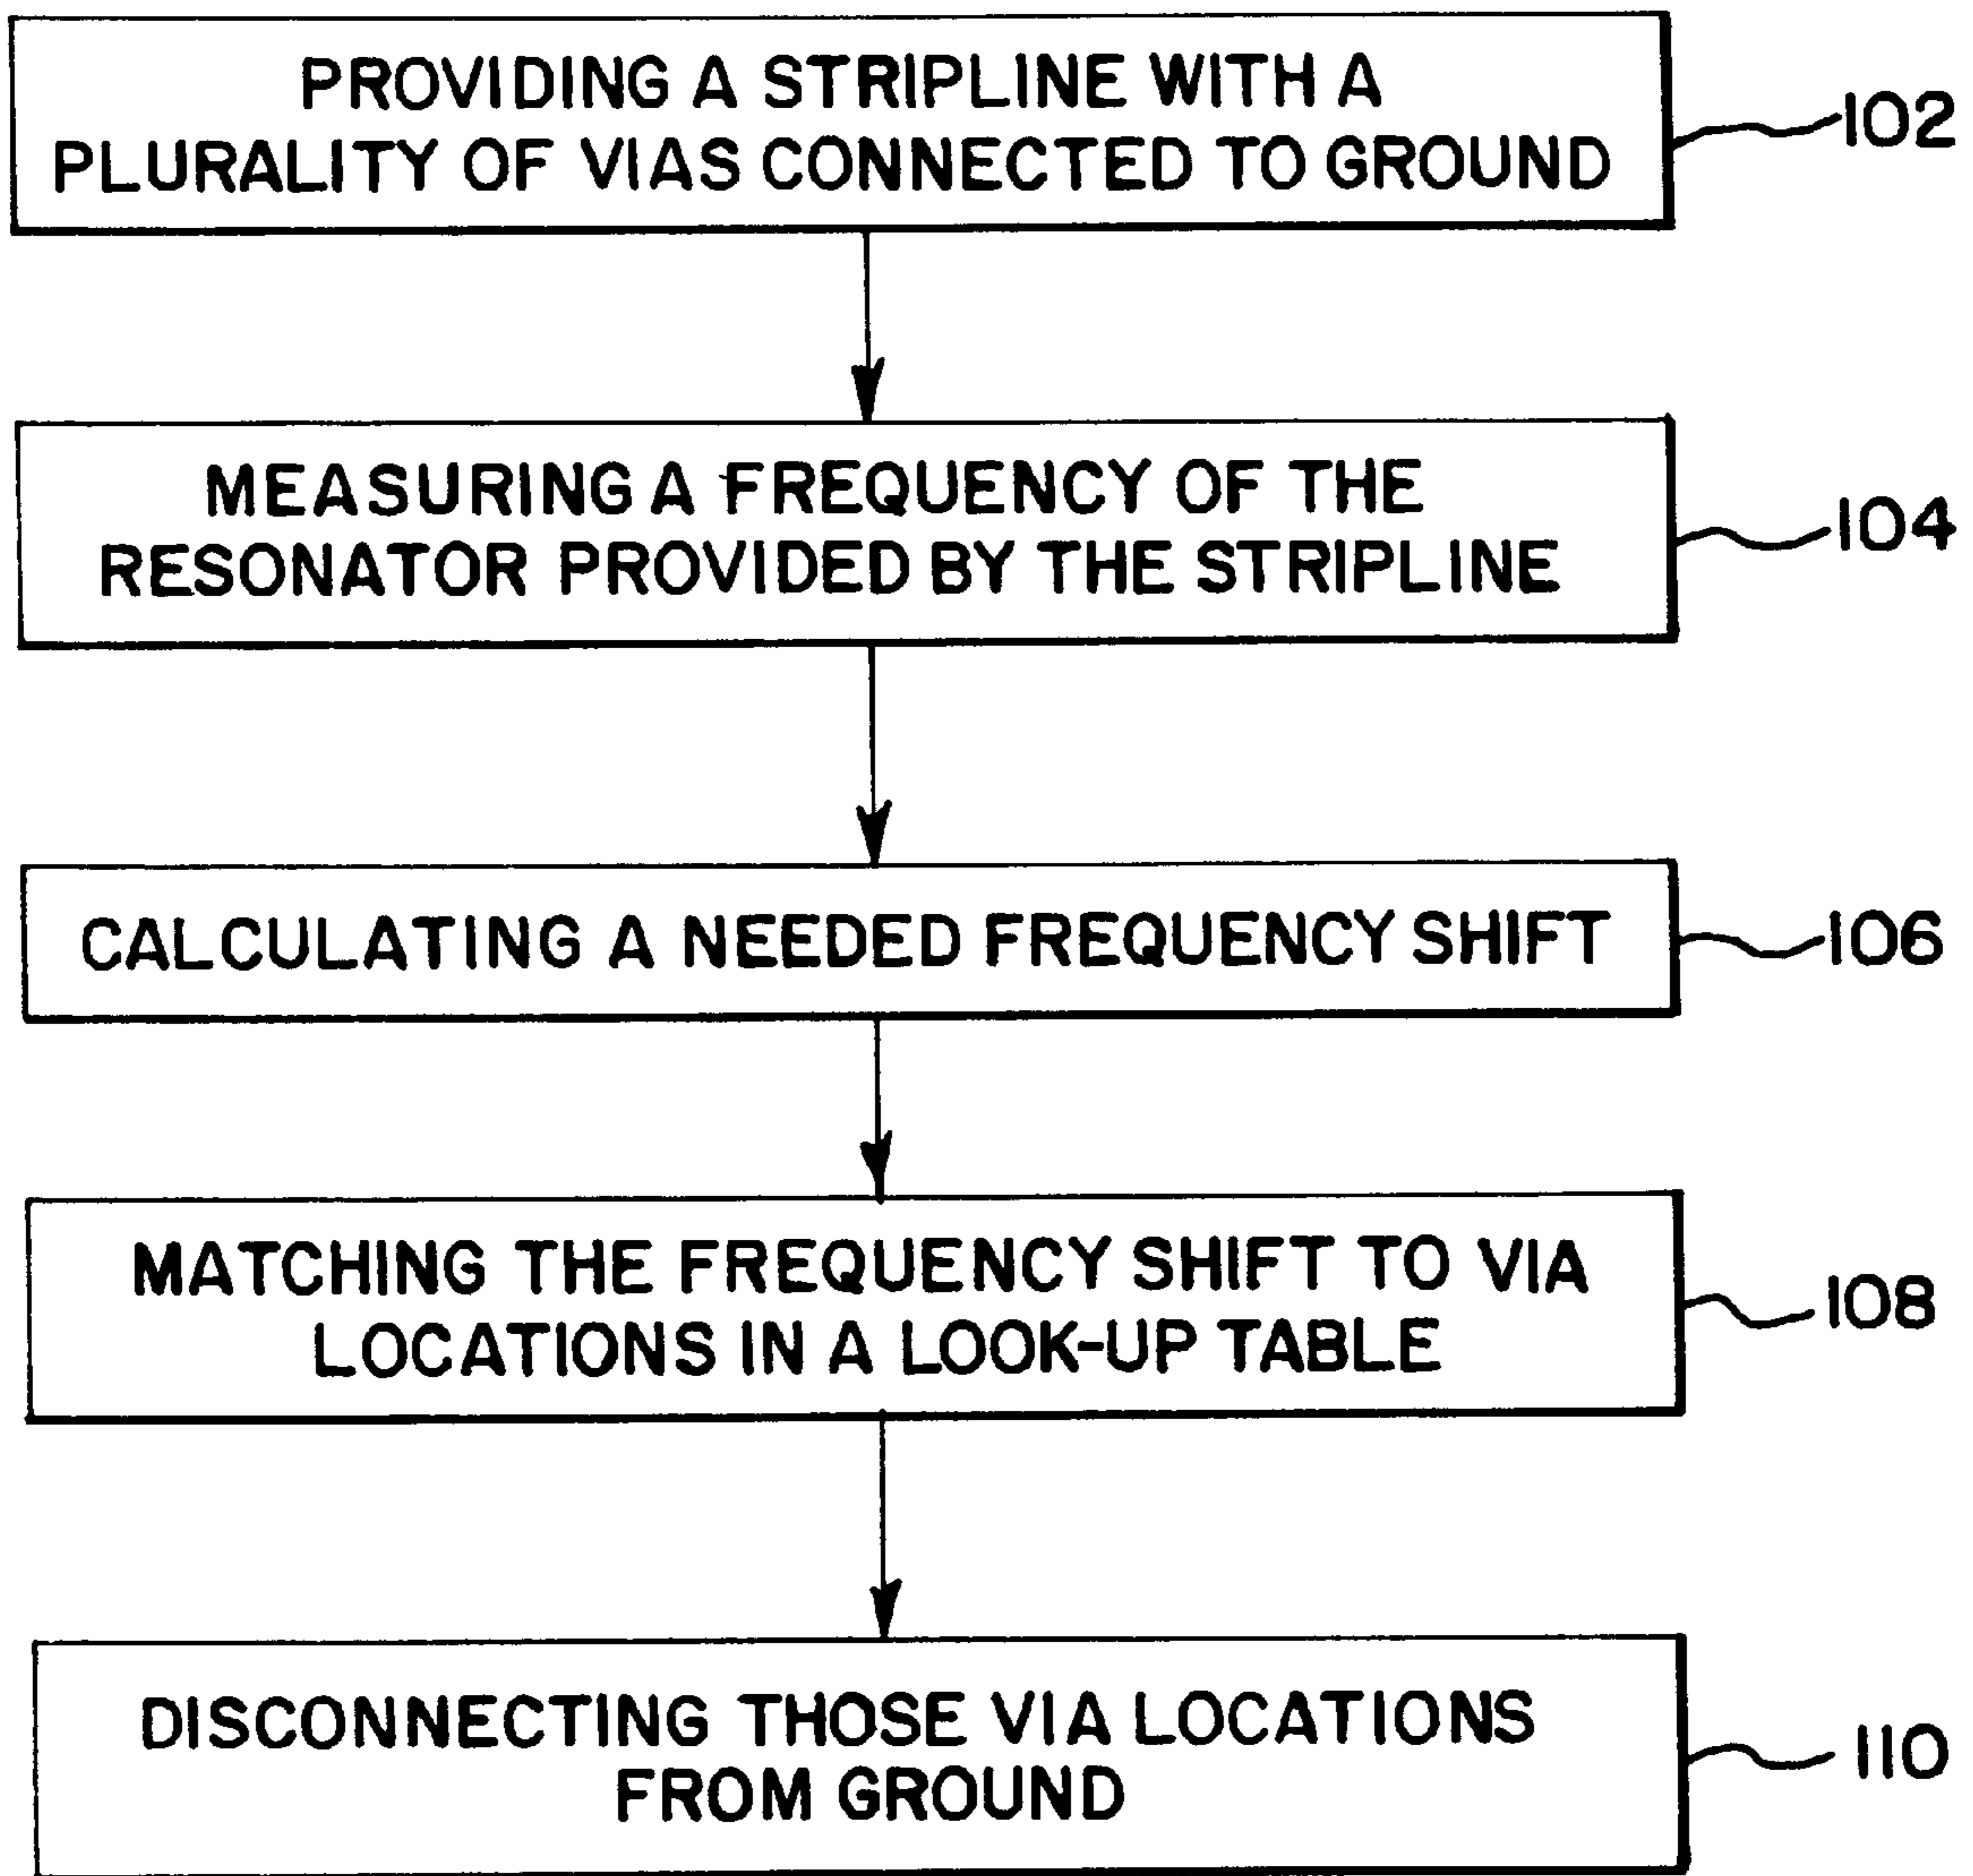 PROVIDING A STRIPLINE WITH A
PLURALITY OF VIAS CONNECTED TO GROUND
102
MEASURING A FREQUENCY OF THE
RESONATOR PROVIDED BY THE STRIPLINE
104
CALCULATING A NEEDED FREQUENCY SHIFT
106
MATCHING THE FREQUENCY SHIFT TO VIA
LOCATIONS IN A LOOK-UP TABLE
108
DISCONNECTING THOSE VIA LOCATIONS
FROM GROUND
110